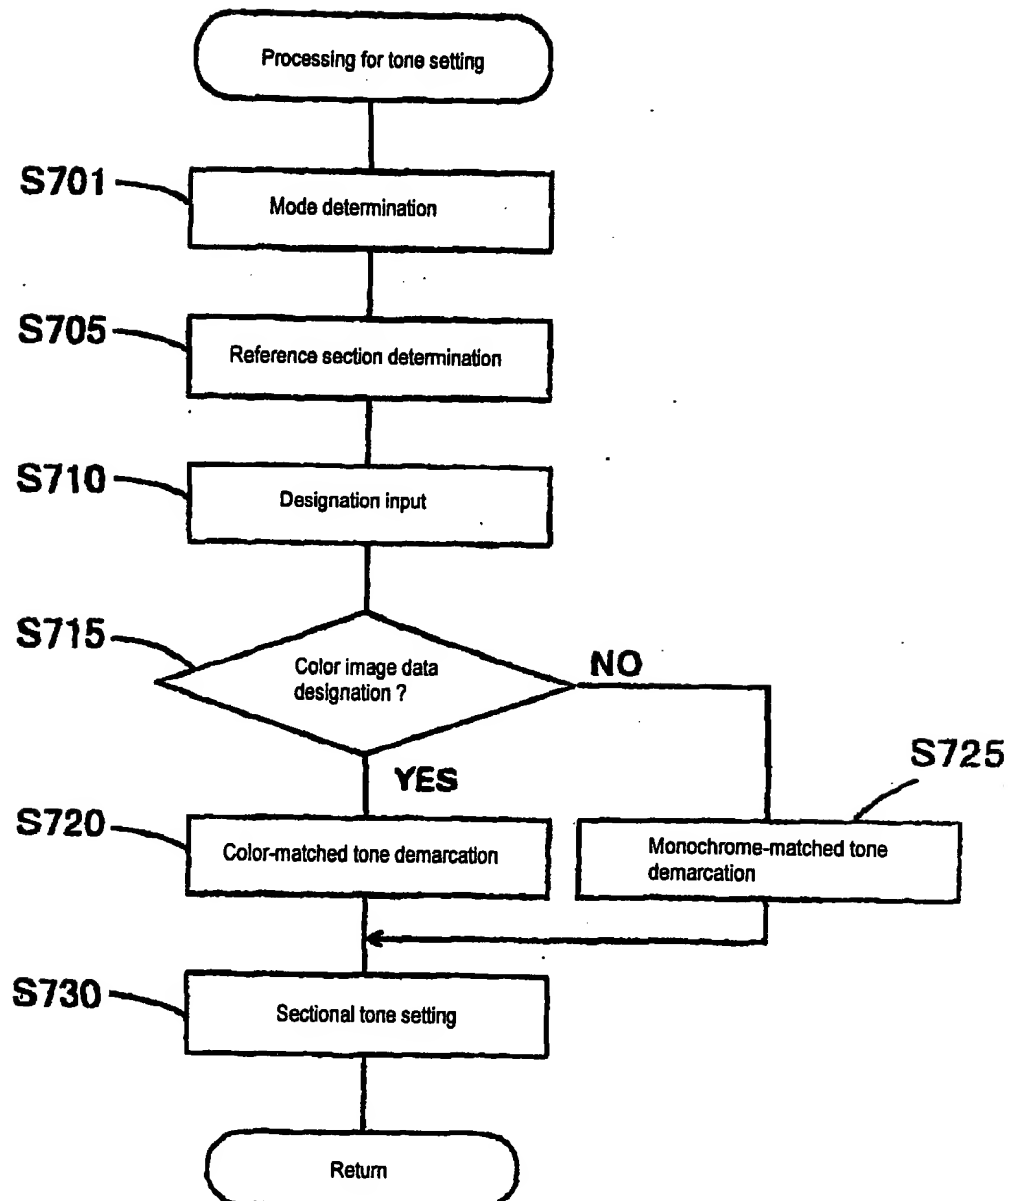 Processing for tone setting
S701
Mode determination
S705
Reference section determination
S710
Designation input
S715
Color image data
designation ?
NO
YES
S725
S720
Color-matched tone demarcation
Monochrome-matched tone
demarcation
S730
Sectional tone setting
Return